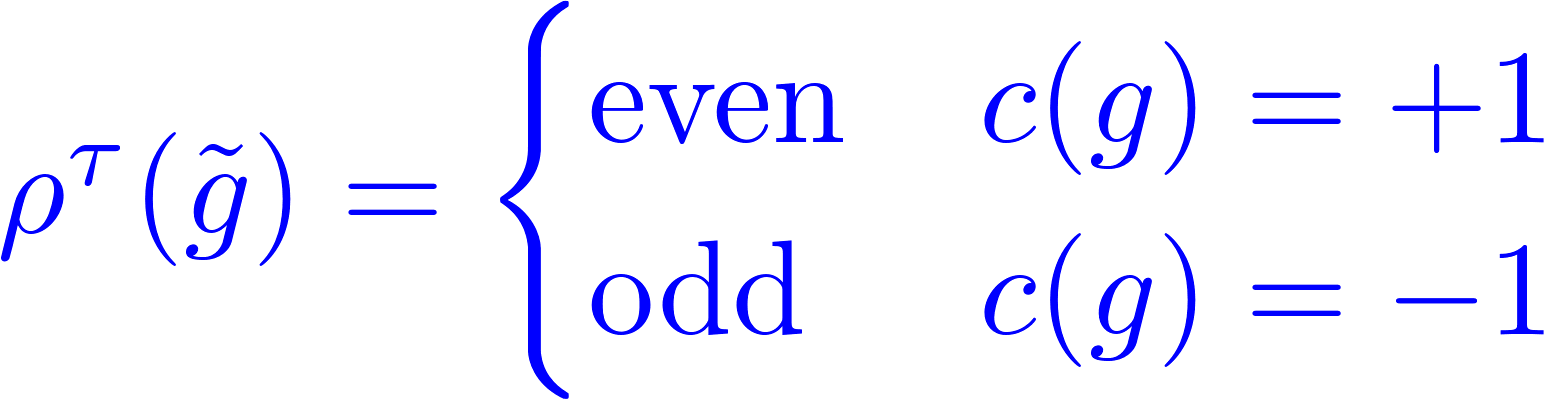 ρ^τ(g̃) = { even c(g) = +1
odd c(g) = −1